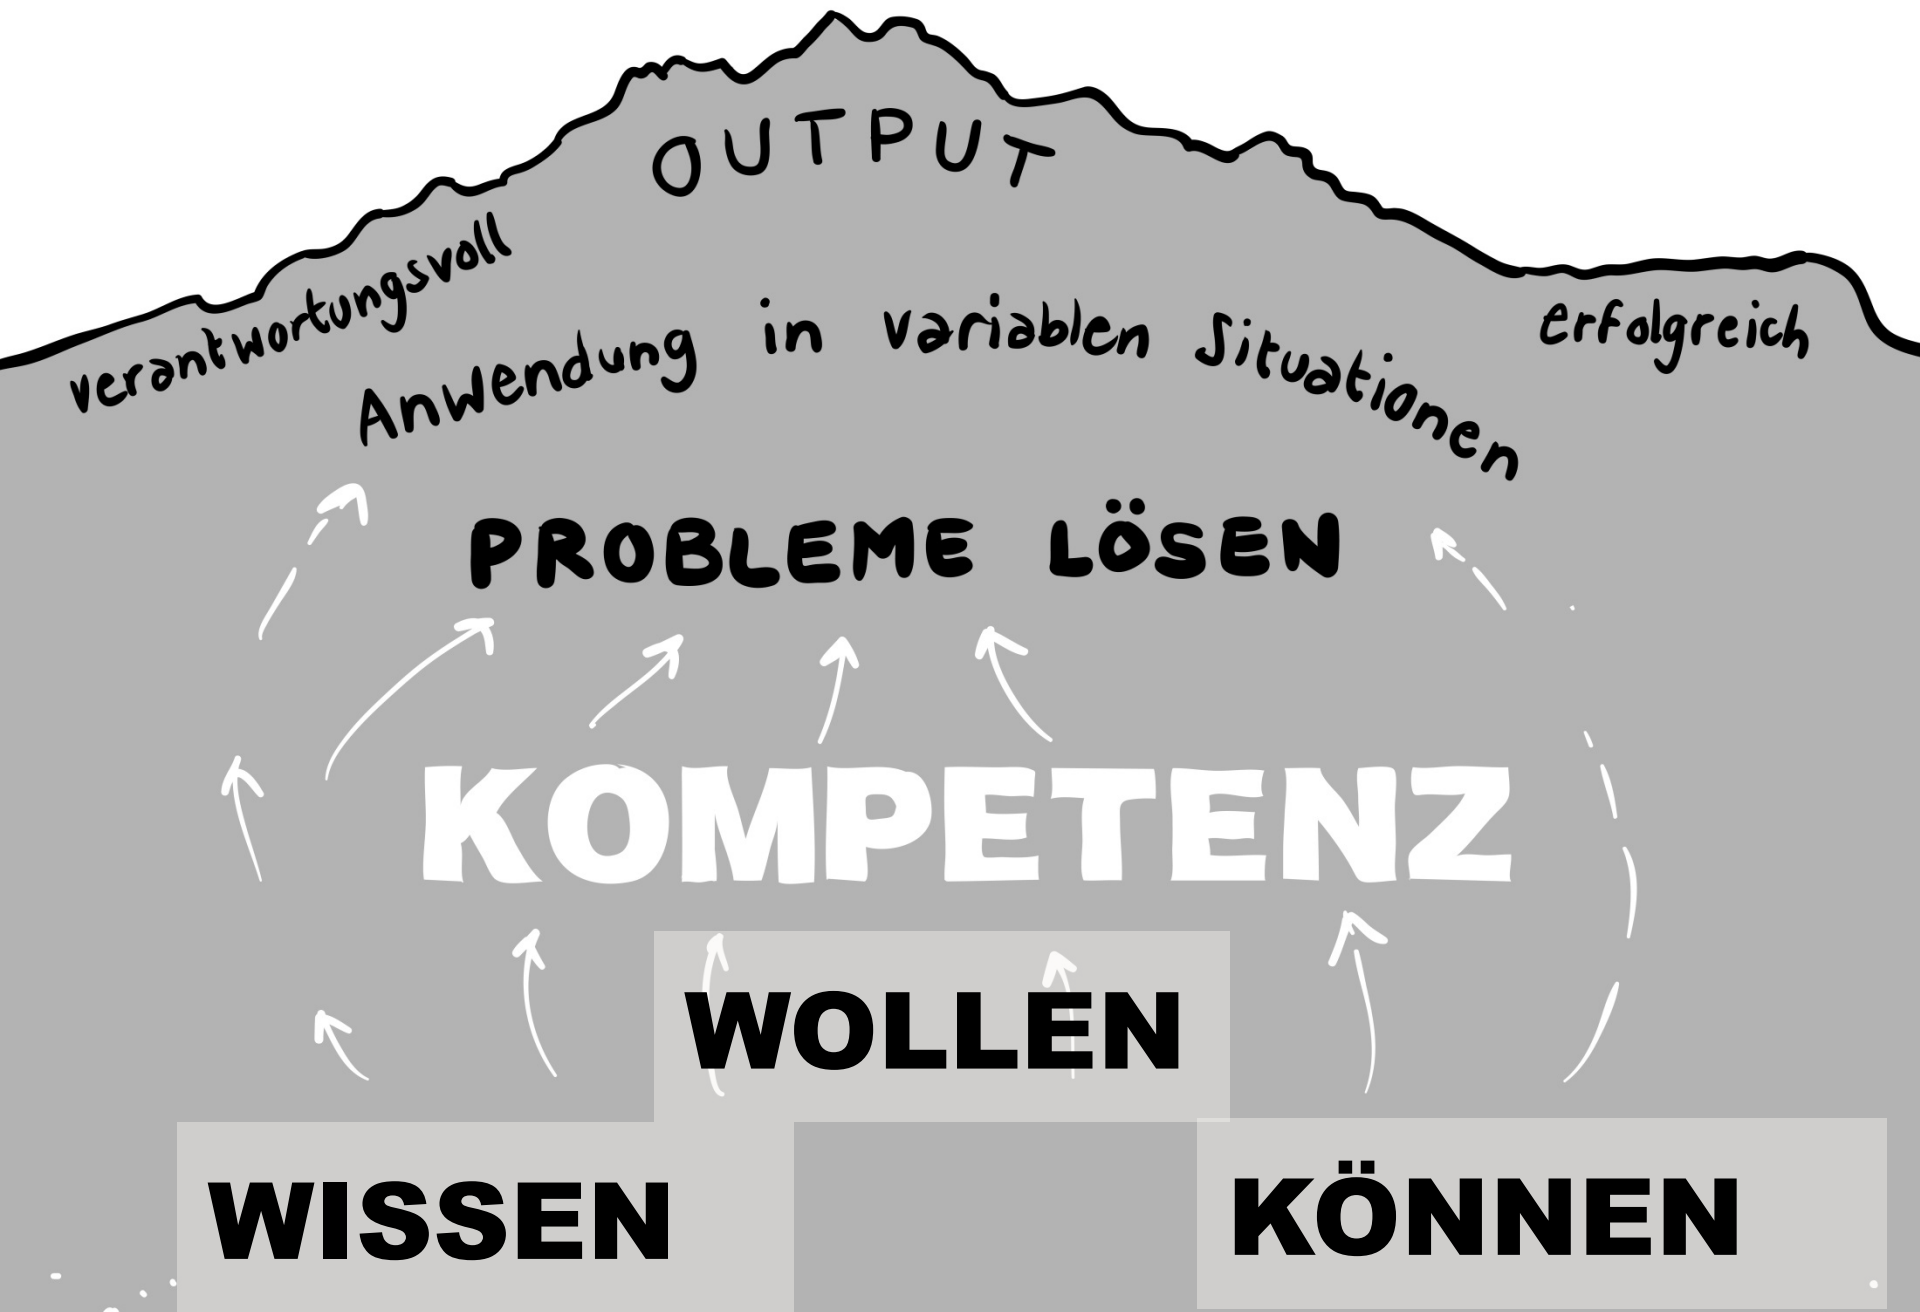 OUTPUT
verantwortungsvoll
Anwendung in variablen Situationen
erfolgreich
PROBLEME LÖSEN
KOMPETENZ
WOLLEN
WISSEN
KÖNNEN